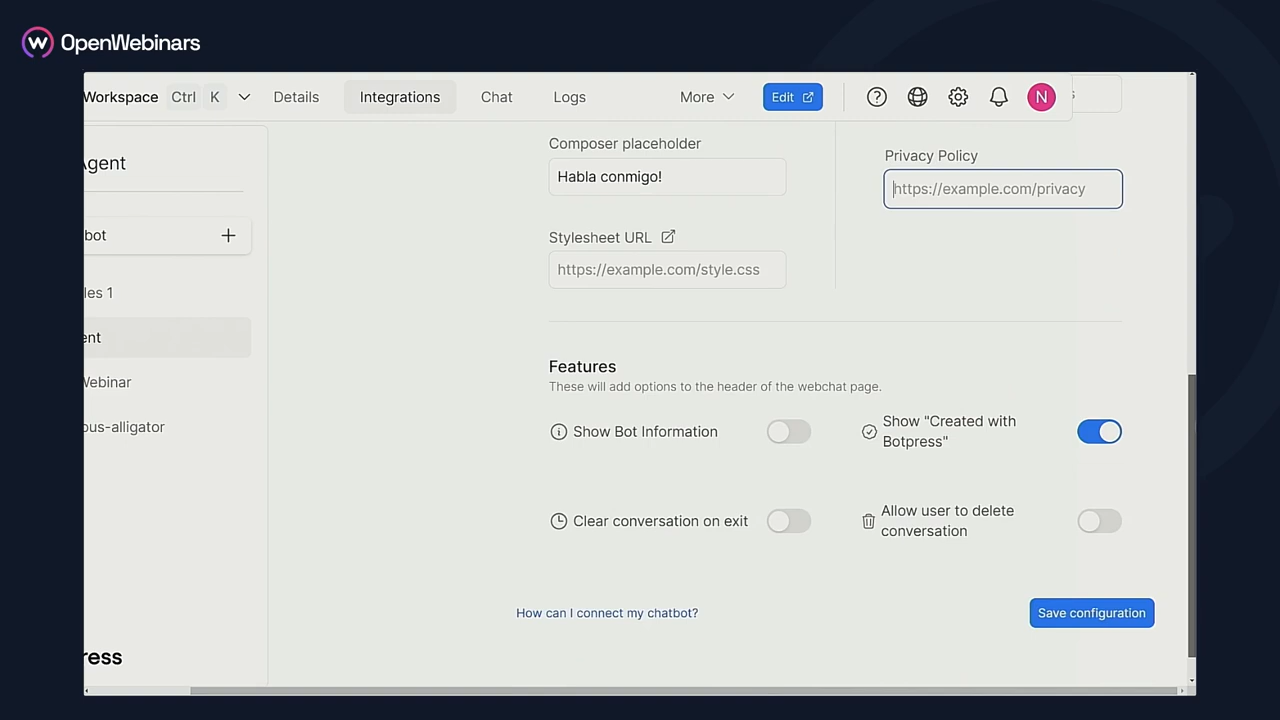 OpenWebinars
Workspace Ctrl K Details Integrations Chat Logs More Edit N
Agent
Composer placeholder
Privacy Policy
Habla conmigo!
https://example.com/privacy
bot
Stylesheet URL
https://example.com/style.css
les 1
ent
Features
These will add options to the header of the webchat page.
Webinar
Show Bot Information
Show "Created with
Botpress"
ous-alligator
Clear conversation on exit
Allow user to delete
conversation
How can I connect my chatbot?
Save configuration
ress